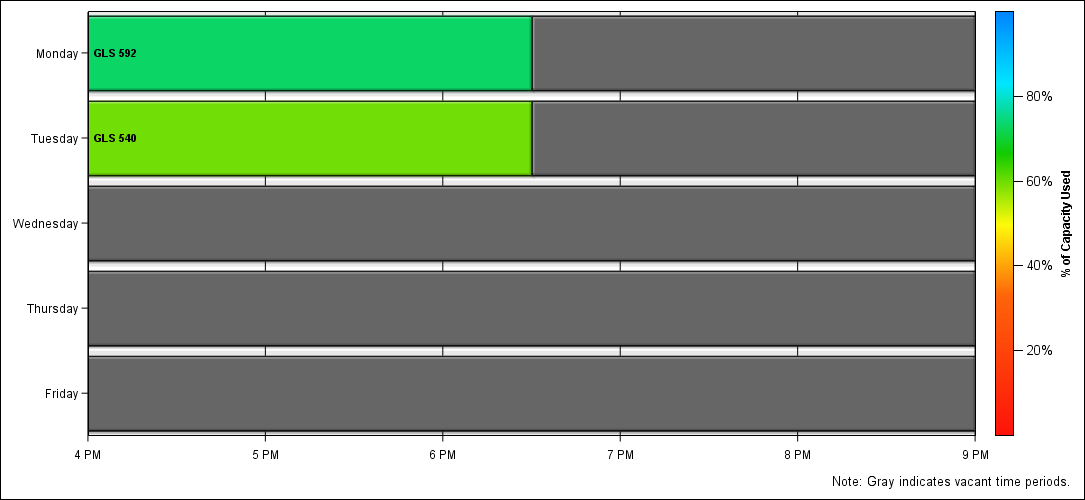 Monday
GLS 592
Tuesday
GLS 540
Wednesday
Thursday
Friday
4 PM 5 PM 6 PM 7 PM 8 PM 9 PM
80%
60%
40%
20%
% of Capacity Used
Note: Gray indicates vacant time periods.